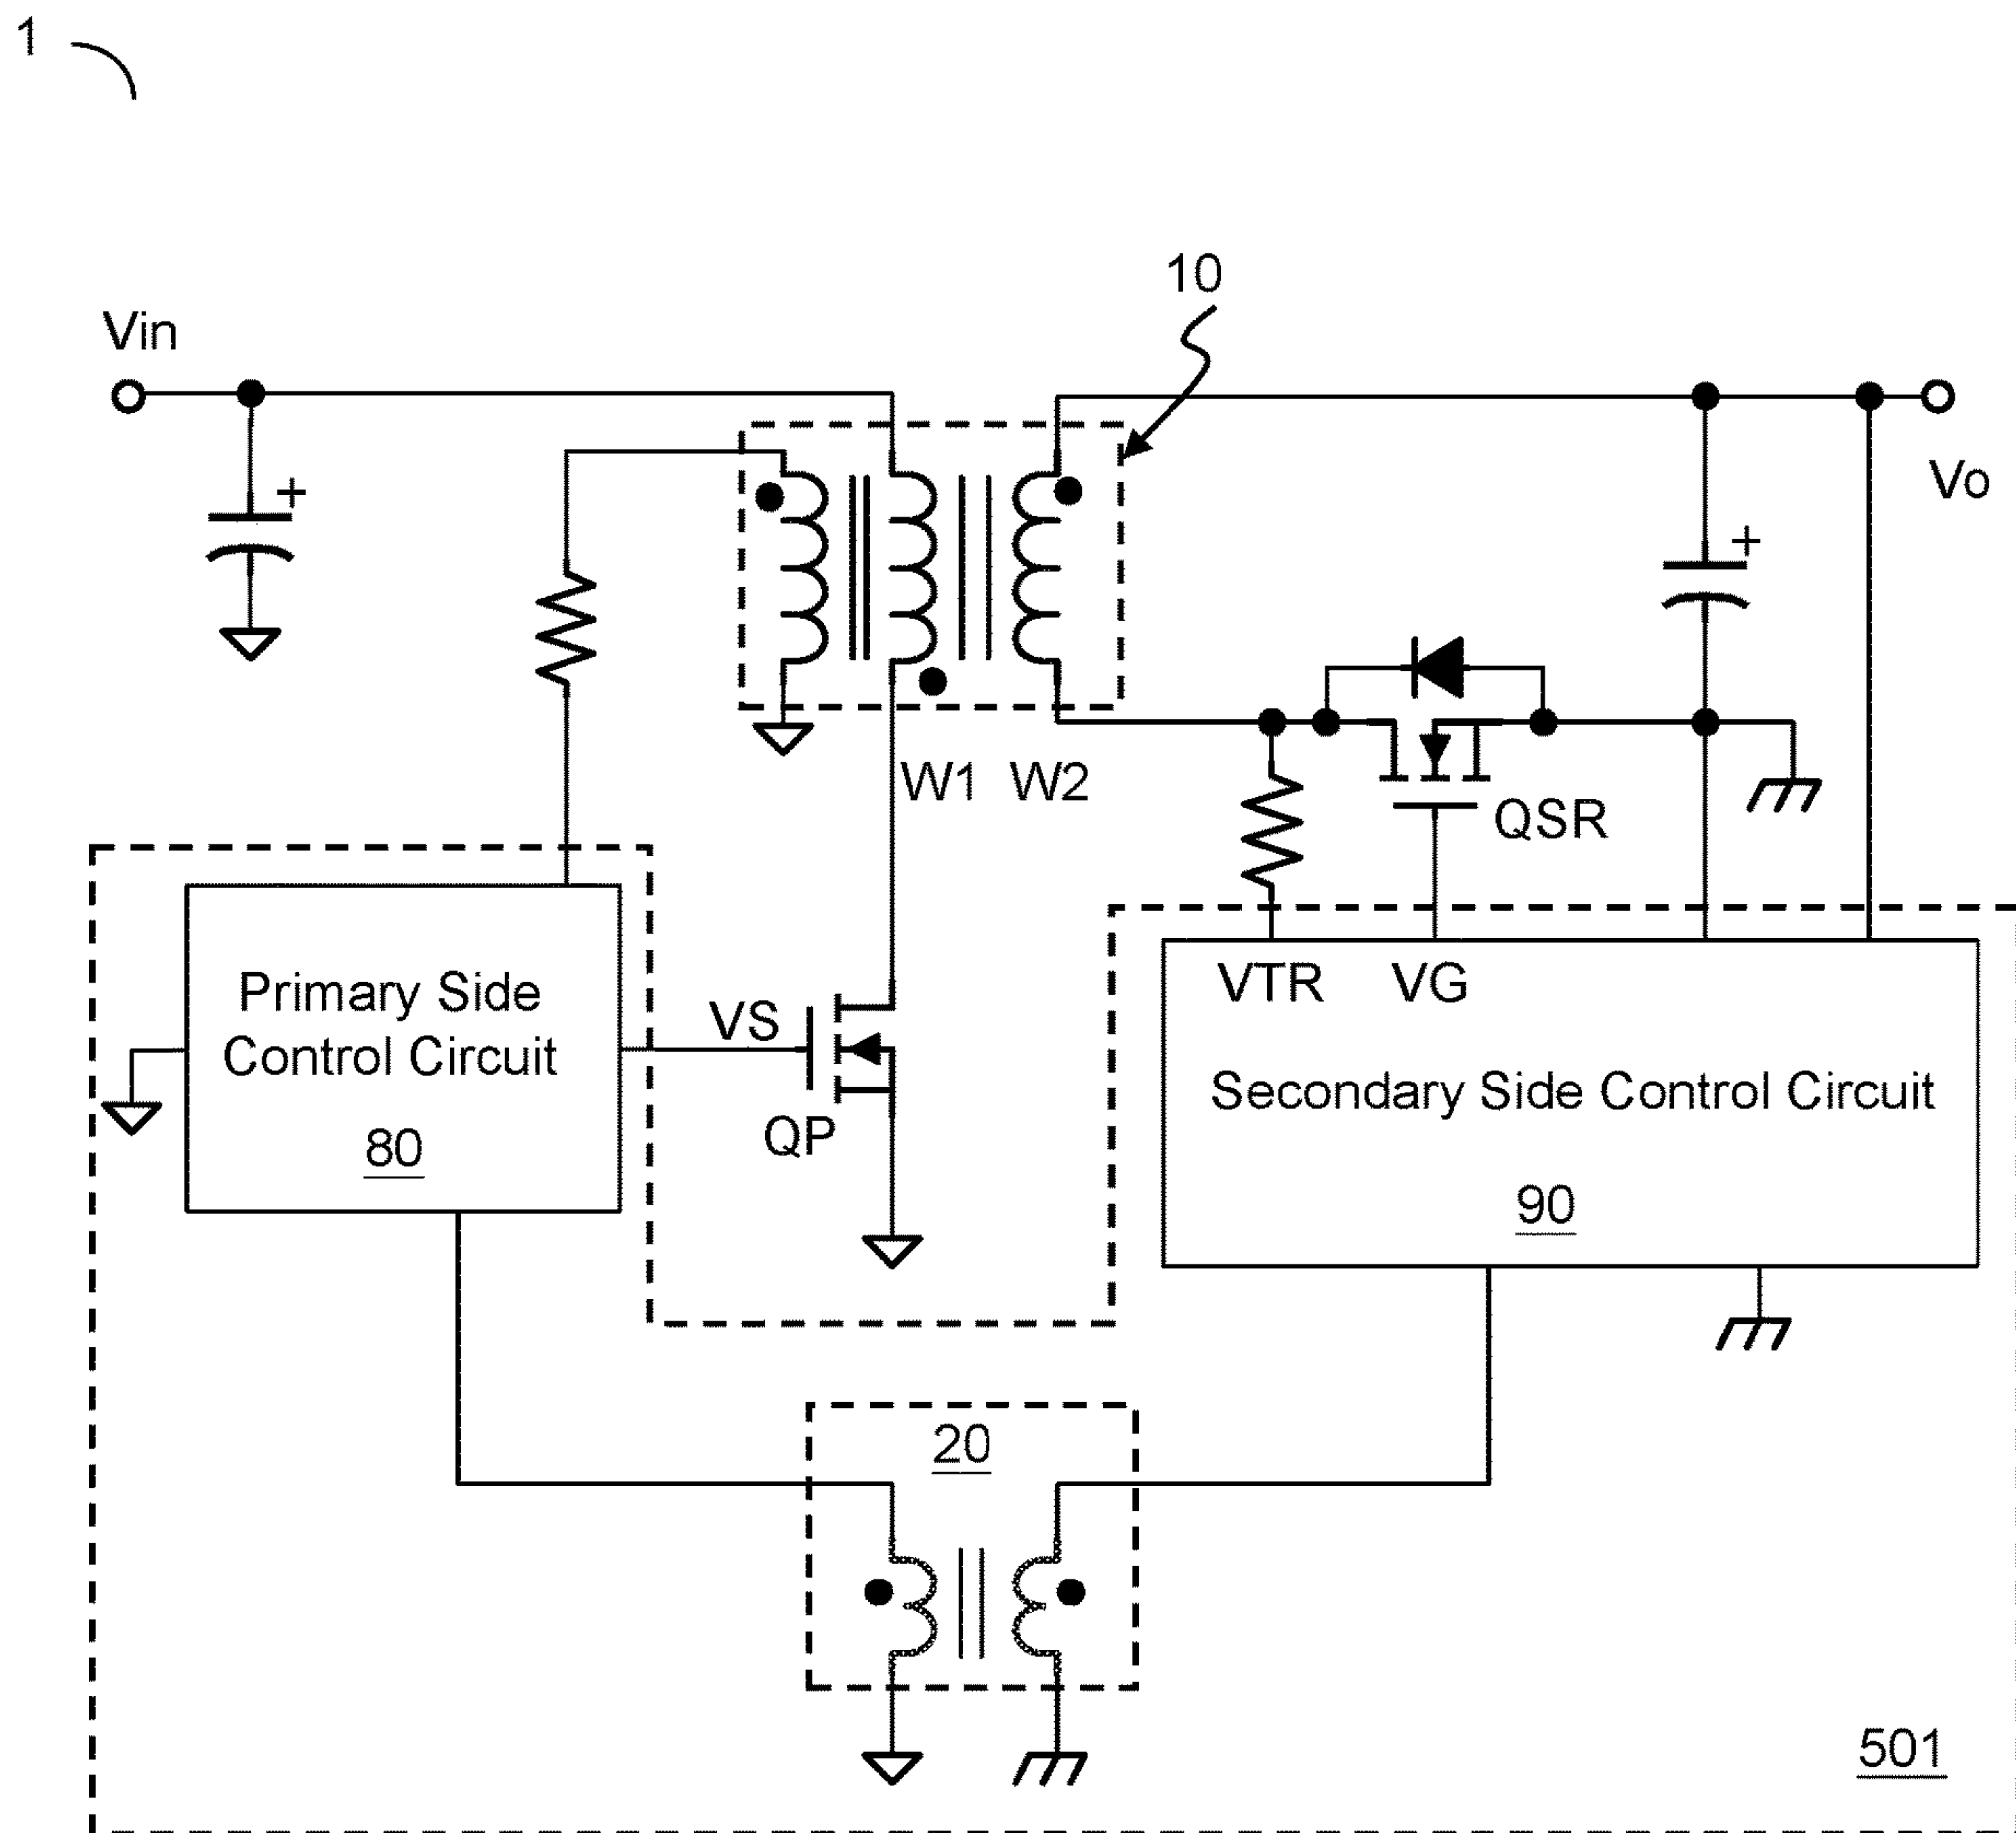 1
10
Vin
Vo
+
+
W1 W2
QSR
VTR VG
Primary Side
Control Circuit
80
VS
QP
Secondary Side Control Circuit
90
20
501